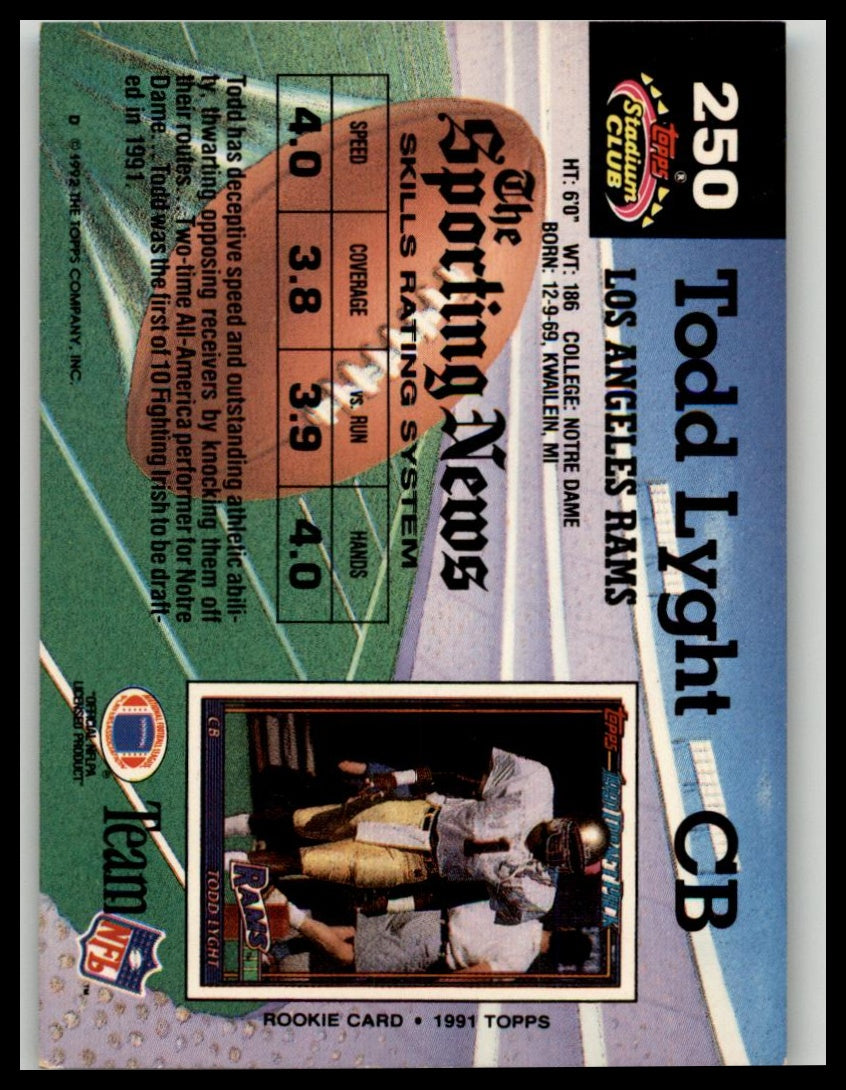 250
Topps®
Stadium
CLUB
Todd Lyght CB
LOS ANGELES RAMS
HT: 6'0" WT: 186 COLLEGE: NOTRE DAME
BORN: 12-9-69, KWAILEIN, MI
The
Sporting News
SKILLS RATING SYSTEM
SPEED COVERAGE vs. RUN HANDS
4.0 3.8 3.9 4.0
Todd has deceptive speed and outstanding athletic abili-
ty, thwarting opposing receivers by knocking them off
their routes. Two-time All-America performer for Notre
Dame... Todd was the first of 10 Fighting Irish to be draft-
ed in 1991.
D © 1992 THE TOPPS COMPANY, INC.
Topps
1991 DRAFT PICK
CB
RAMS
TODD LYGHT
ROOKIE CARD • 1991 TOPPS
"OFFICIAL NFLPA
LICENSED PRODUCT"
®
Team
NFL
™